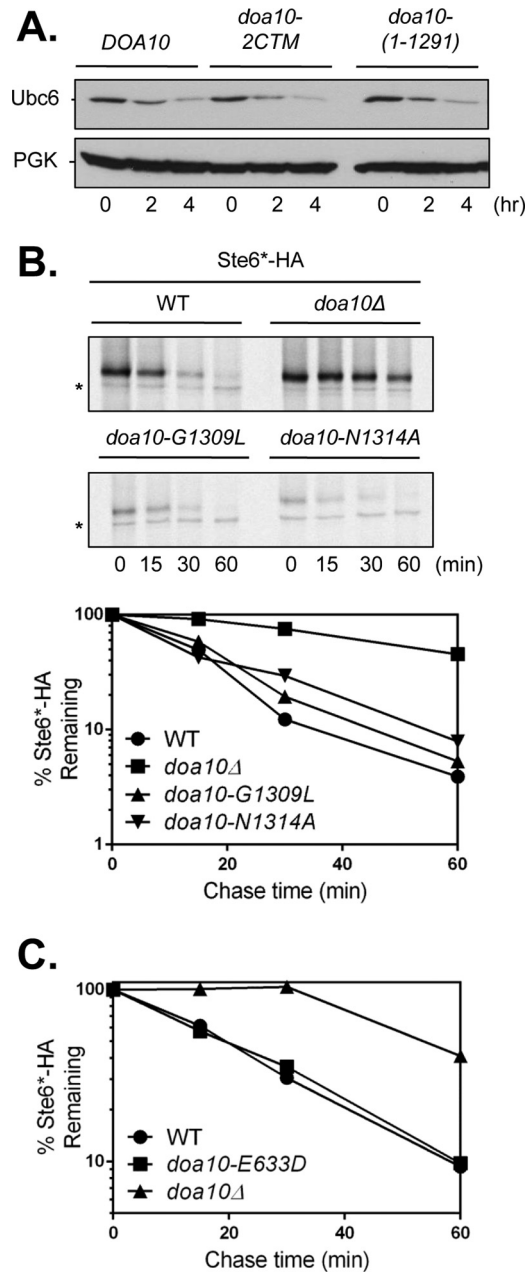 A.
DOA10
doa10-
2CTM
doa10-
(1-1291)
Ubc6
PGK
0 2 4 0 2 4 0 2 4 (hr)
B.
Ste6*-HA
WT doa10Δ
*
doa10-G1309L doa10-N1314A
*
0 15 30 60 0 15 30 60 (min)
100
10
1
% Ste6*-HA
Remaining
WT
doa10Δ
doa10-G1309L
doa10-N1314A
0 20 40 60
Chase time (min)
C.
100
10
% Ste6*-HA
Remaining
WT
doa10-E633D
doa10Δ
0 20 40 60
Chase time (min)